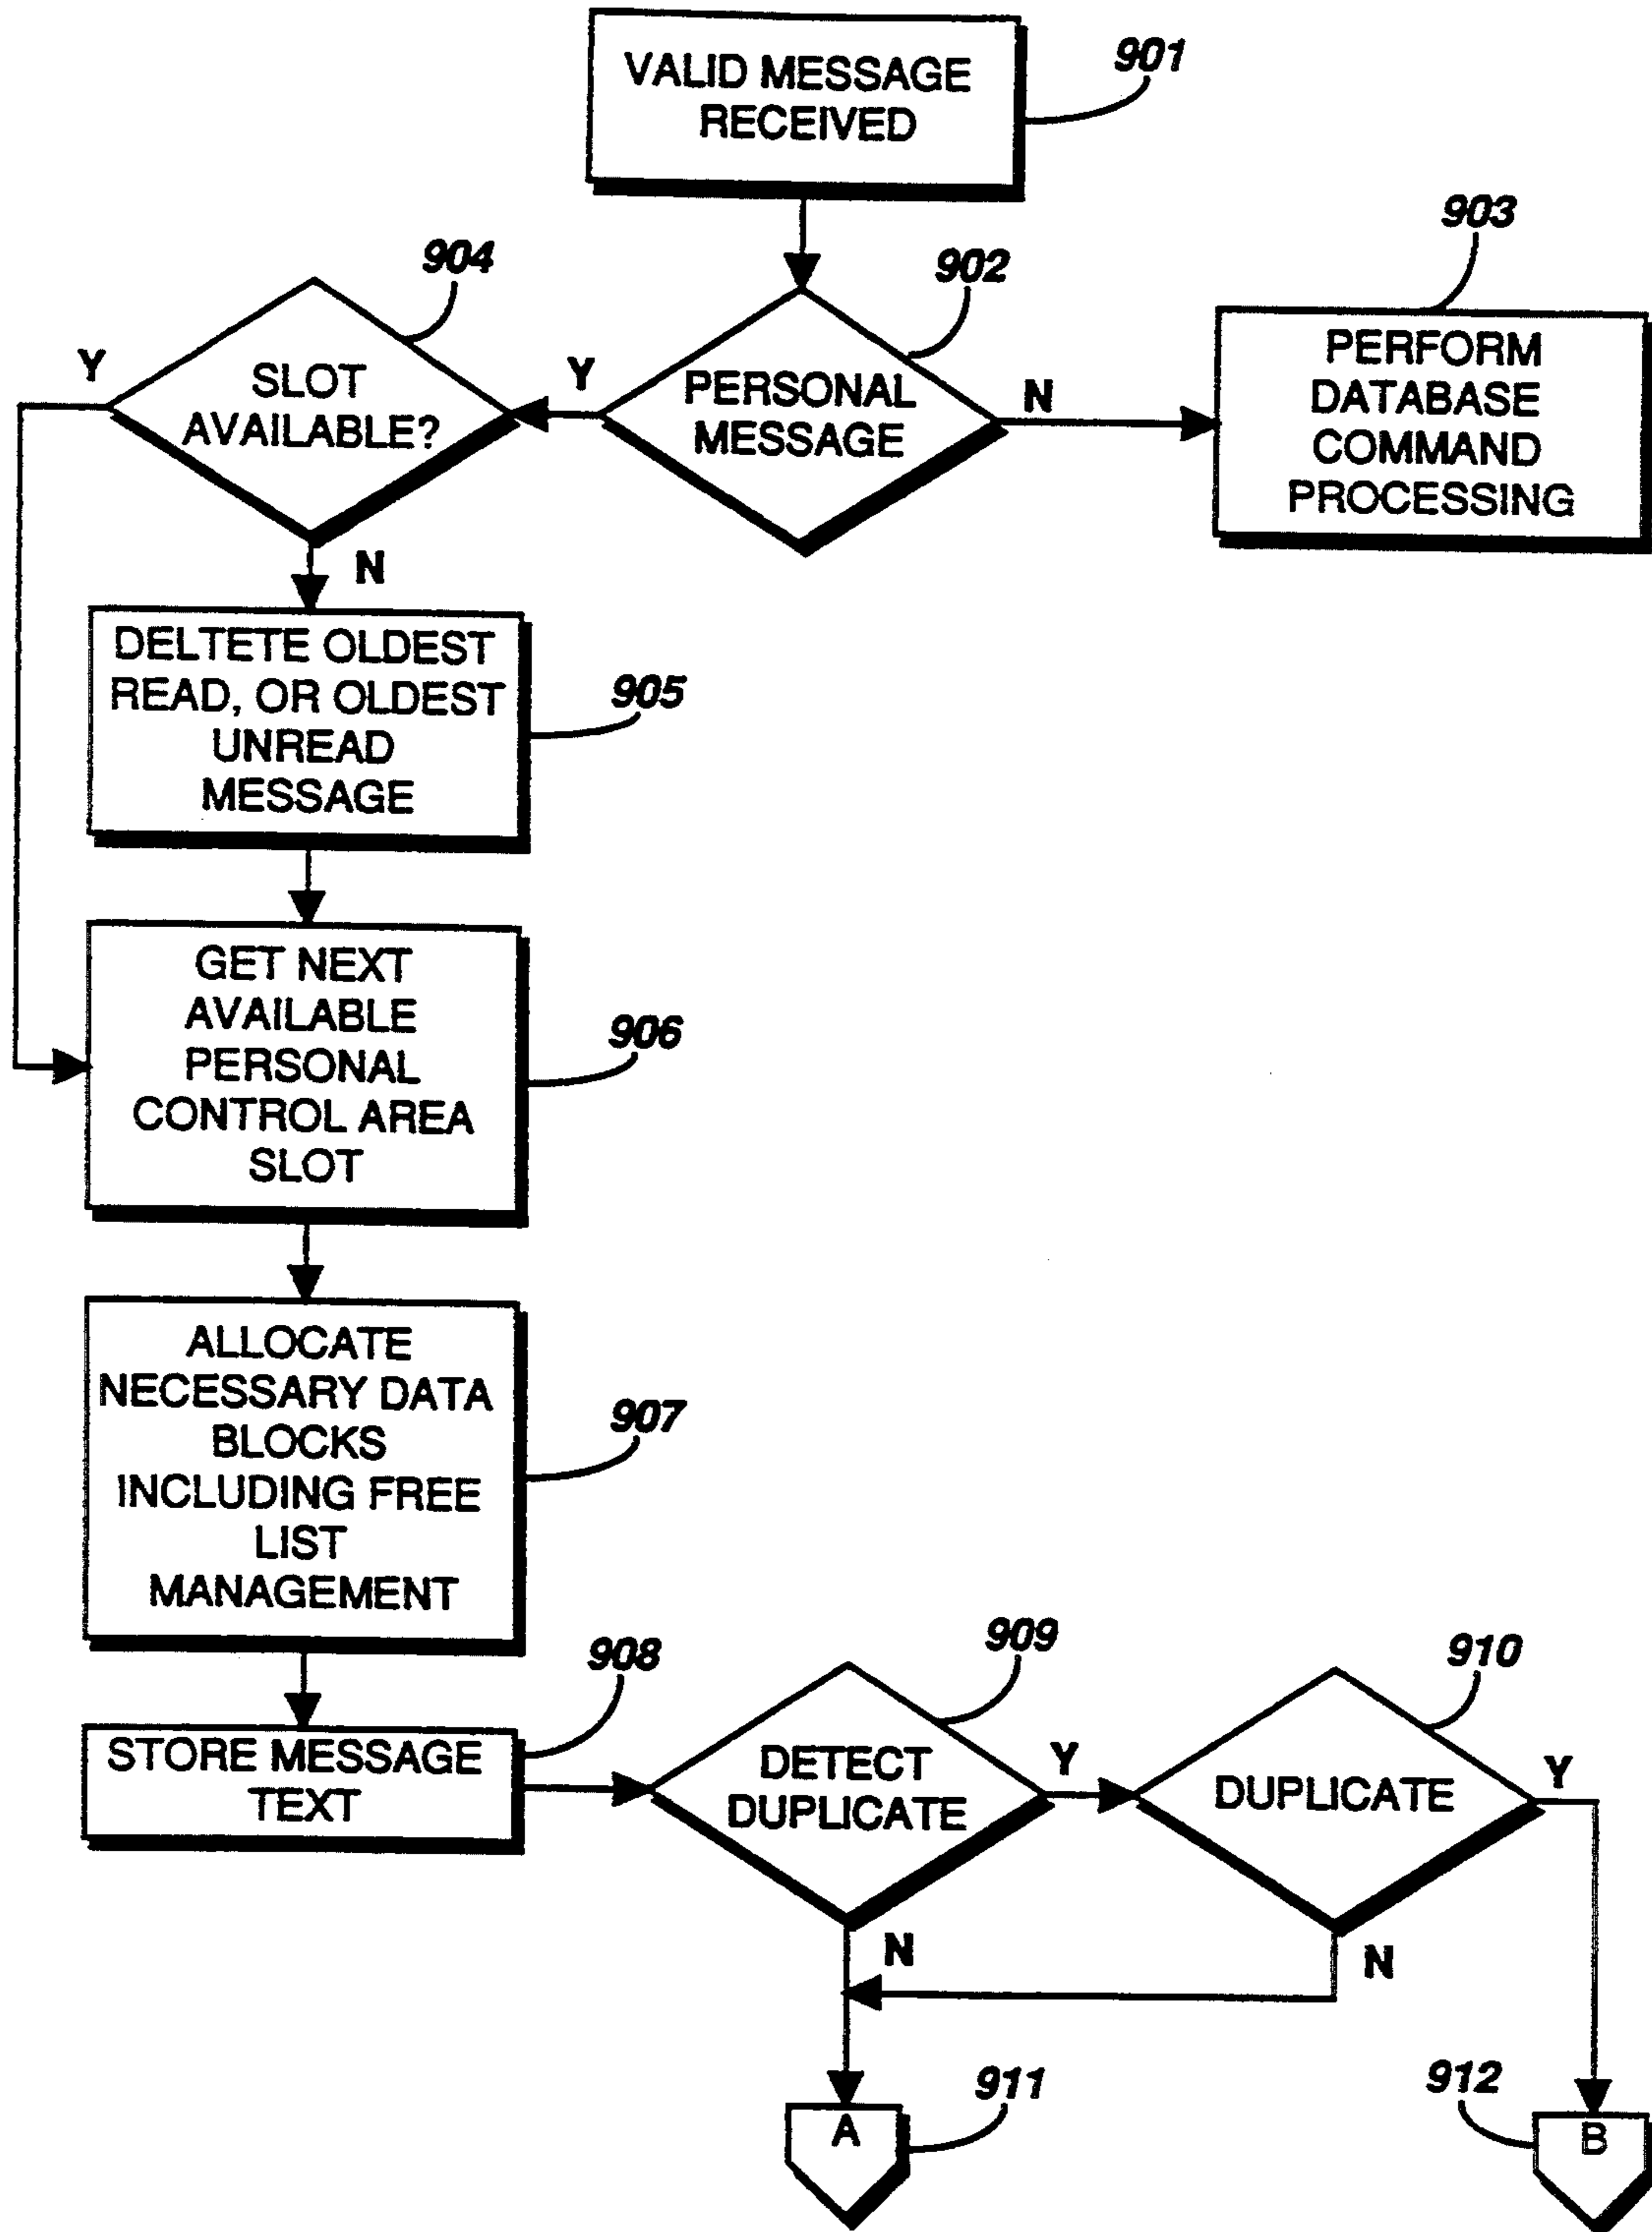 VALID MESSAGE
RECEIVED
901
902
903
904
PERSONAL
MESSAGE
Y
N
PERFORM
DATABASE
COMMAND
PROCESSING
SLOT
AVAILABLE?
Y
N
DELTETE OLDEST
READ, OR OLDEST
UNREAD
MESSAGE
905
GET NEXT
AVAILABLE
PERSONAL
CONTROL AREA
SLOT
906
ALLOCATE
NECESSARY DATA
BLOCKS
INCLUDING FREE
LIST
MANAGEMENT
907
STORE MESSAGE
TEXT
908
DETECT
DUPLICATE
909
Y
N
DUPLICATE
910
Y
N
A
911
B
912